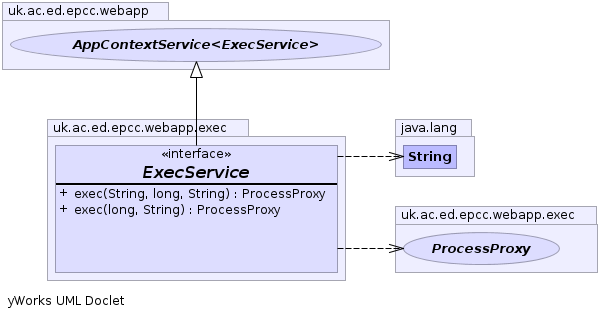 uk.ac.ed.epcc.webapp
AppContextService<ExecService>
uk.ac.ed.epcc.webapp.exec
«interface»
ExecService
+ exec(String, long, String) : ProcessProxy
+ exec(long, String) : ProcessProxy
java.lang
String
uk.ac.ed.epcc.webapp.exec
ProcessProxy
yWorks UML Doclet